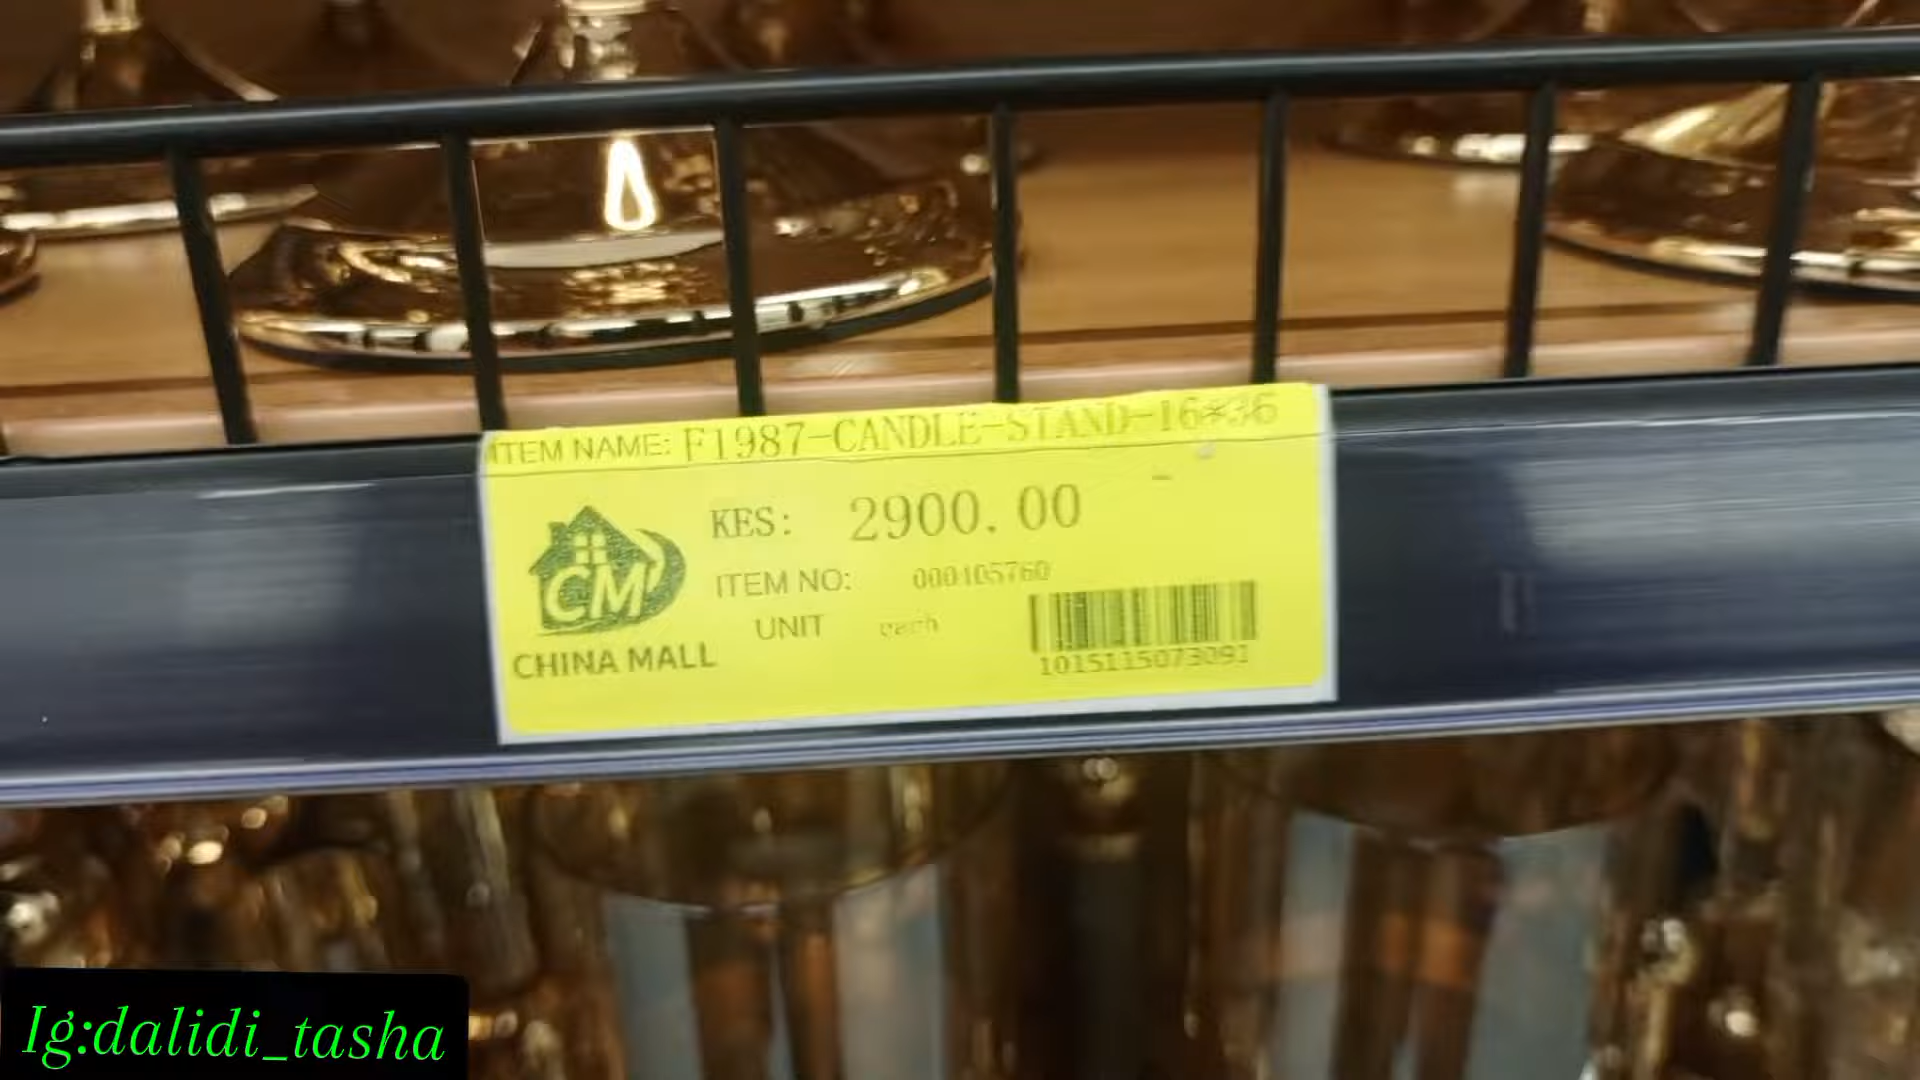 ITEM NAME: F1987-CANDLE-STAND-16*36
KES: 2900.00
CM
ITEM NO: 000105760
UNIT each
CHINA MALL
1015115073091
Ig:dalidi_tasha